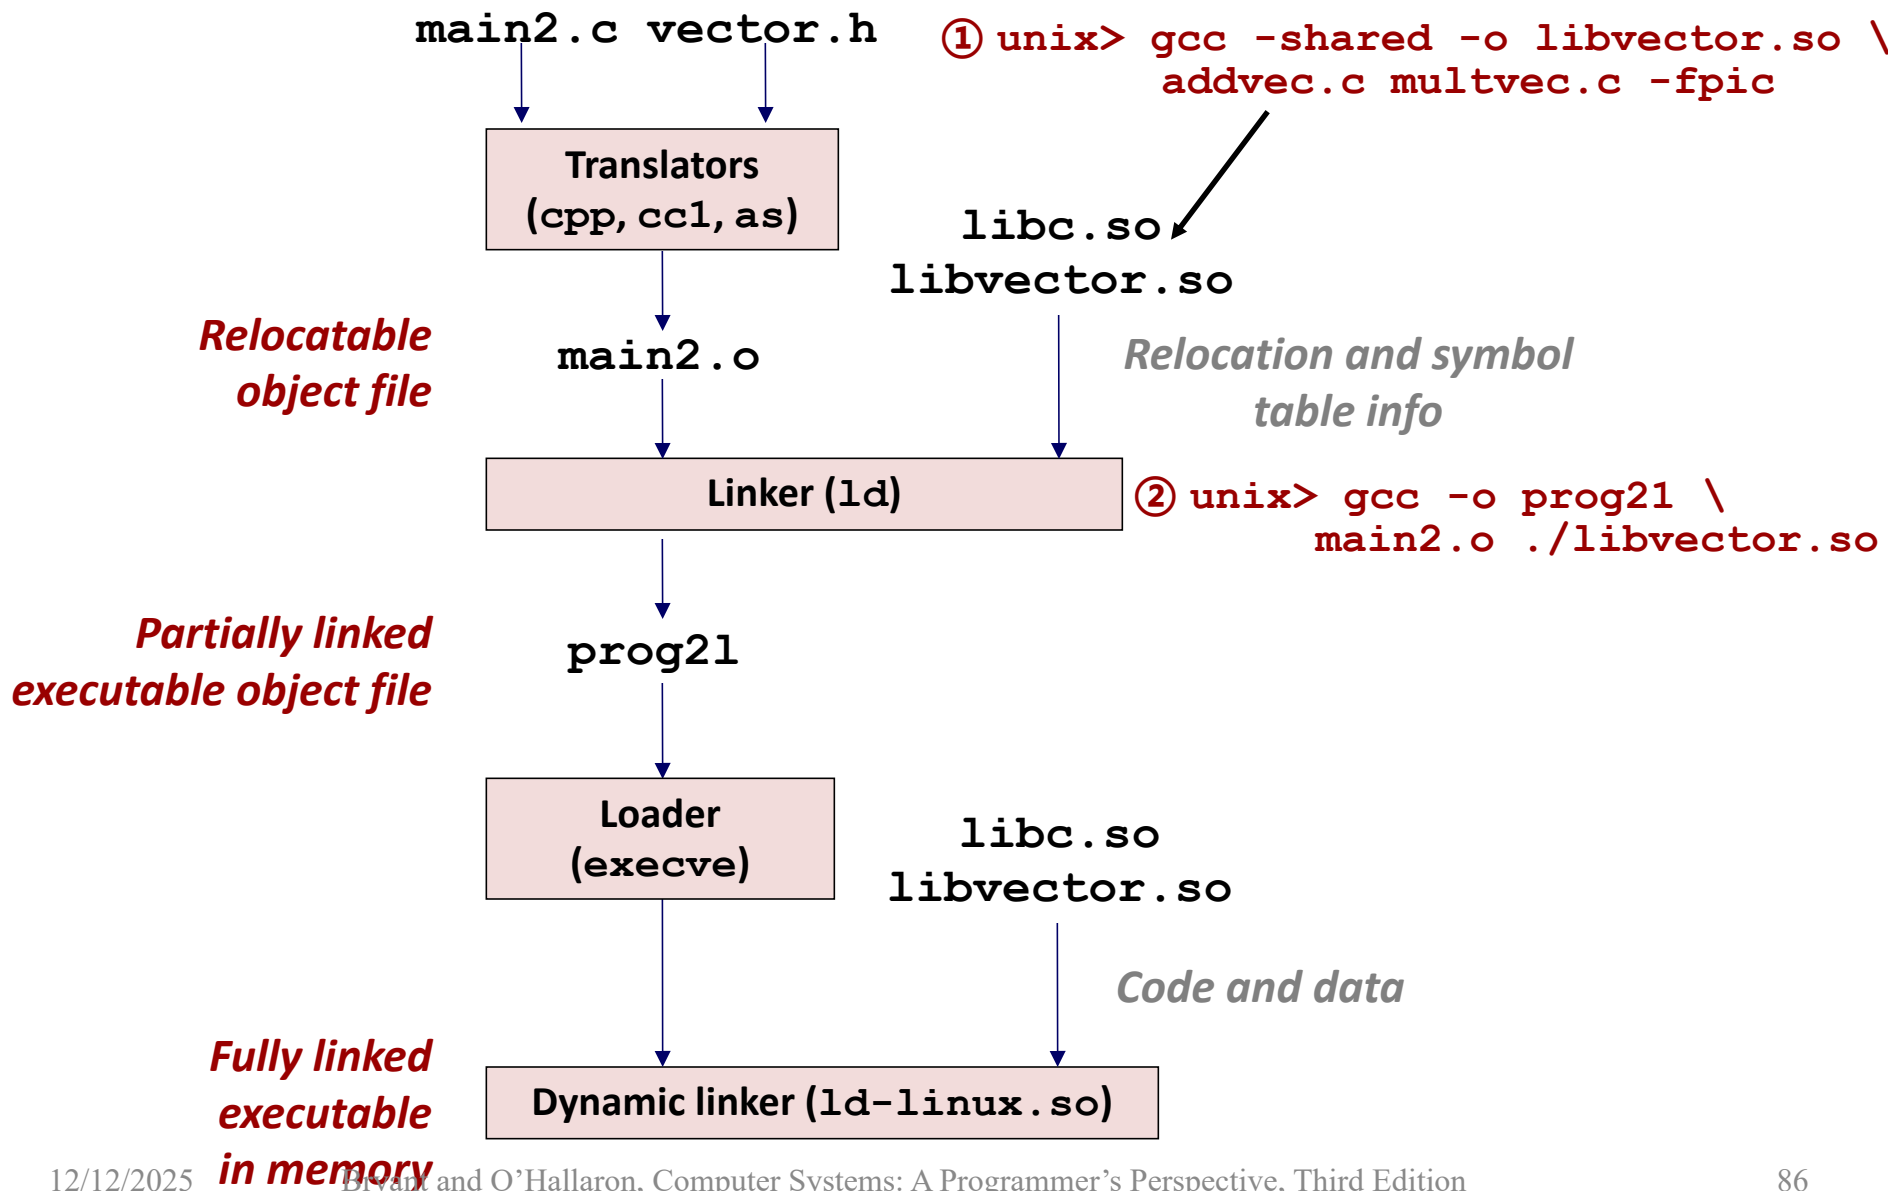 main2.c vector.h
① unix> gcc -shared -o libvector.so \
addvec.c multvec.c -fpic
Translators
(cpp, cc1, as)
libc.so
libvector.so
Relocatable
object file
main2.o
Relocation and symbol
table info
Linker (ld)
② unix> gcc -o prog21 \
main2.o ./libvector.so
Partially linked
executable object file
prog2l
Loader
(execve)
libc.so
libvector.so
Code and data
Fully linked
executable
in memory
Dynamic linker (ld-linux.so)
12/12/2025
Bryant and O’Hallaron, Computer Systems: A Programmer’s Perspective, Third Edition
86